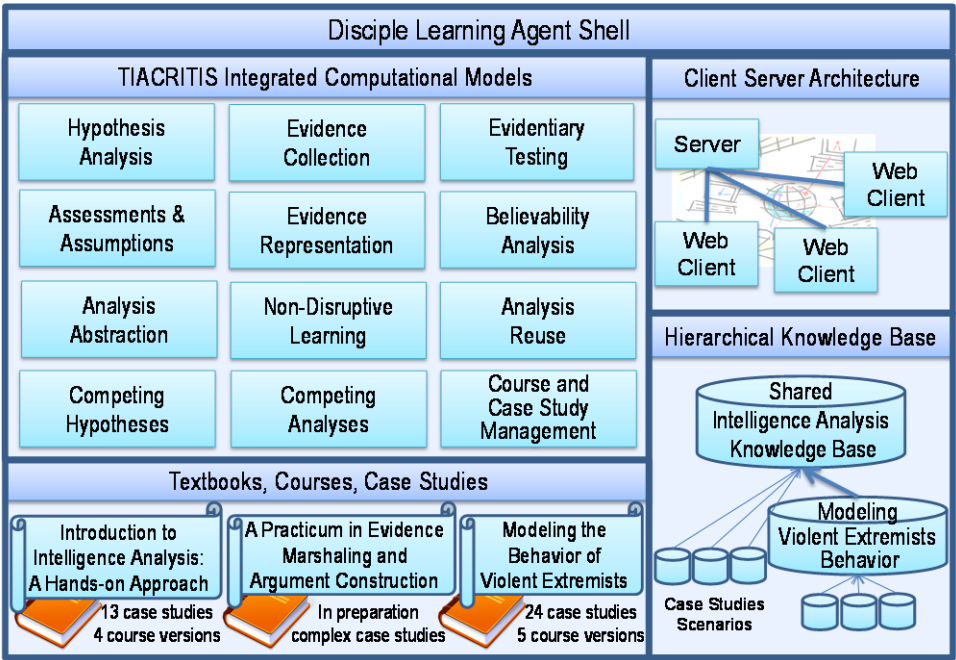 Disciple Learning Agent Shell
TIACRITIS Integrated Computational Models
Hypothesis
Analysis
Evidence
Collection
Evidentiary
Testing
Assessments &
Assumptions
Evidence
Representation
Believability
Analysis
Analysis
Abstraction
Non-Disruptive
Learning
Analysis
Reuse
Competing
Hypotheses
Competing
Analyses
Course and
Case Study
Management
Textbooks, Courses, Case Studies
Introduction to
Intelligence Analysis:
A Hands-on Approach
13 case studies
4 course versions
A Practicum in Evidence
Marshaling and
Argument Construction
In preparation
complex case studies
Modeling the
Behavior of
Violent Extremists
24 case studies
5 course versions
Client Server Architecture
Server
Web
Client
Web
Client
Web
Client
Hierarchical Knowledge Base
Shared
Intelligence Analysis
Knowledge Base
Modeling
Violent Extremists
Behavior
Case Studies
Scenarios